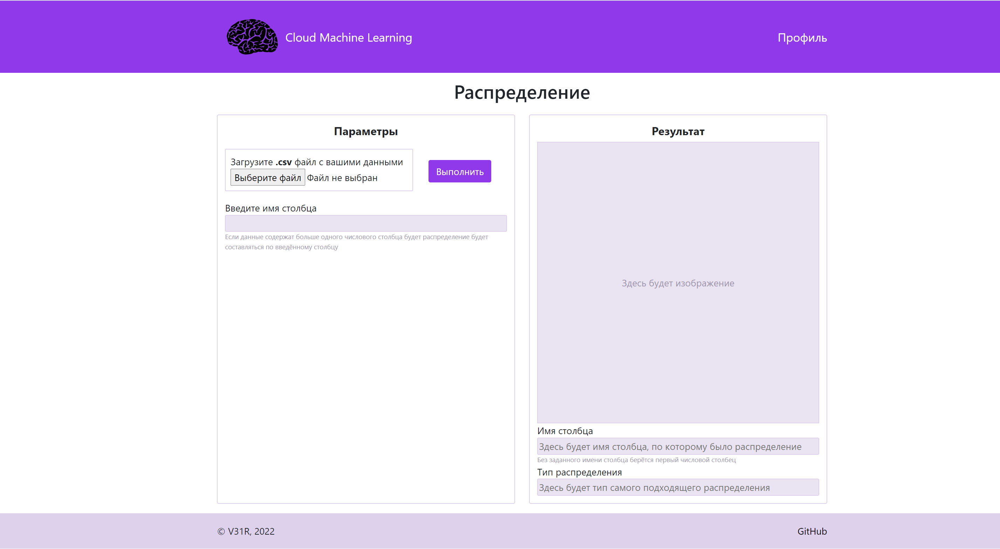 Cloud Machine Learning
Профиль
Распределение
Параметры
Загрузите .csv файл с вашими данными
Выберите файл Файл не выбран
Выполнить
Введите имя столбца
Если данные содержат больше одного числового столбца будет распределение будет
составляться по введённому столбцу
Результат
Здесь будет изображение
Имя столбца
Здесь будет имя столбца, по которому было распределение
Без заданного имени столбца берётся первый числовой столбец
Тип распределения
Здесь будет тип самого подходящего распределения
© V31R, 2022
GitHub